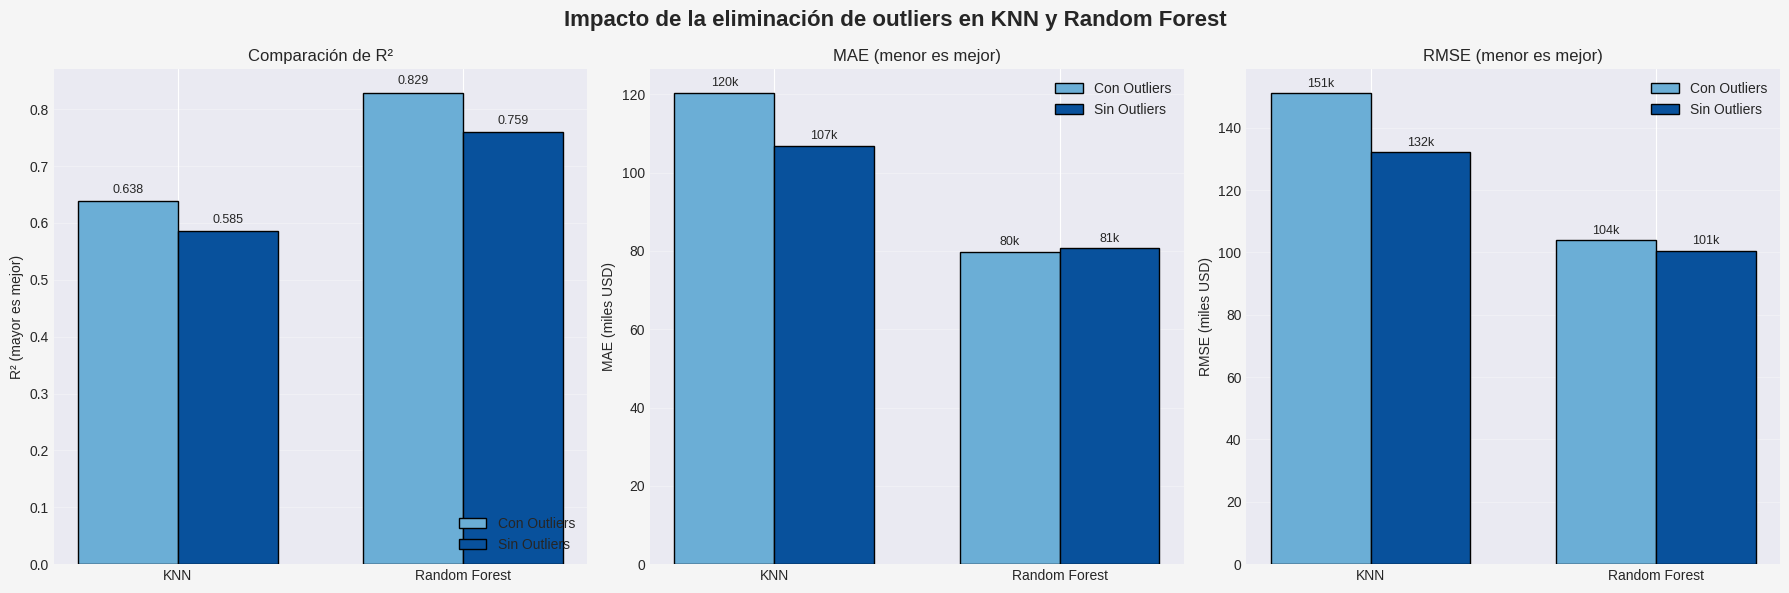 Impacto de la eliminación de outliers en KNN y Random Forest
Comparación de R²
R² (mayor es mejor)
0.8
0.7
0.6
0.5
0.4
0.3
0.2
0.1
0.0
0.638
0.585
0.829
0.759
KNN
Random Forest
Con Outliers
Sin Outliers
MAE (menor es mejor)
MAE (miles USD)
120
100
80
60
40
20
0
120k
107k
80k
81k
KNN
Random Forest
Con Outliers
Sin Outliers
RMSE (menor es mejor)
RMSE (miles USD)
140
120
100
80
60
40
20
0
151k
132k
104k
101k
KNN
Random Forest
Con Outliers
Sin Outliers